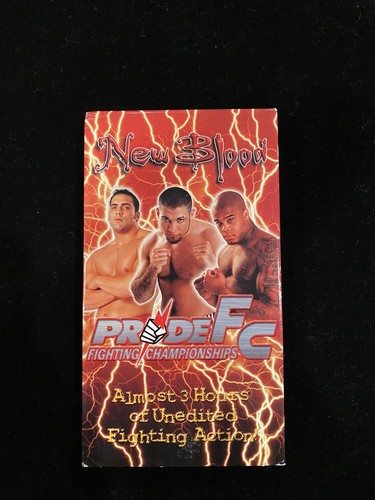 New Blood
PRIDE FC
FIGHTING CHAMPIONSHIPS
Almost 3 Hours
of Unedited
Fighting Action